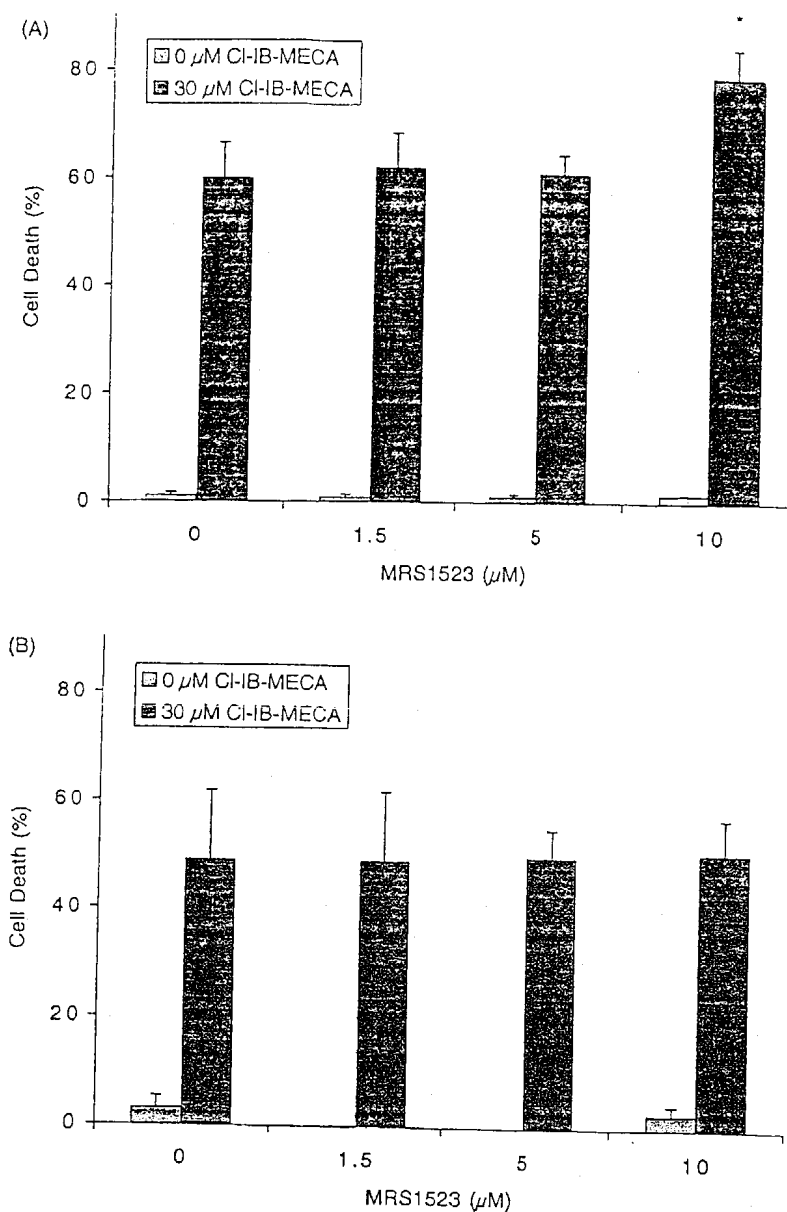 (A)
*
0 µM Cl-IB-MECA
30 µM Cl-IB-MECA
80
60
40
20
0
Cell Death (%)
0
1.5
5
10
MRS1523 (µM)
(B)
0 µM Cl-IB-MECA
30 µM Cl-IB-MECA
80
60
40
20
0
Cell Death (%)
0
1.5
5
10
MRS1523 (µM)